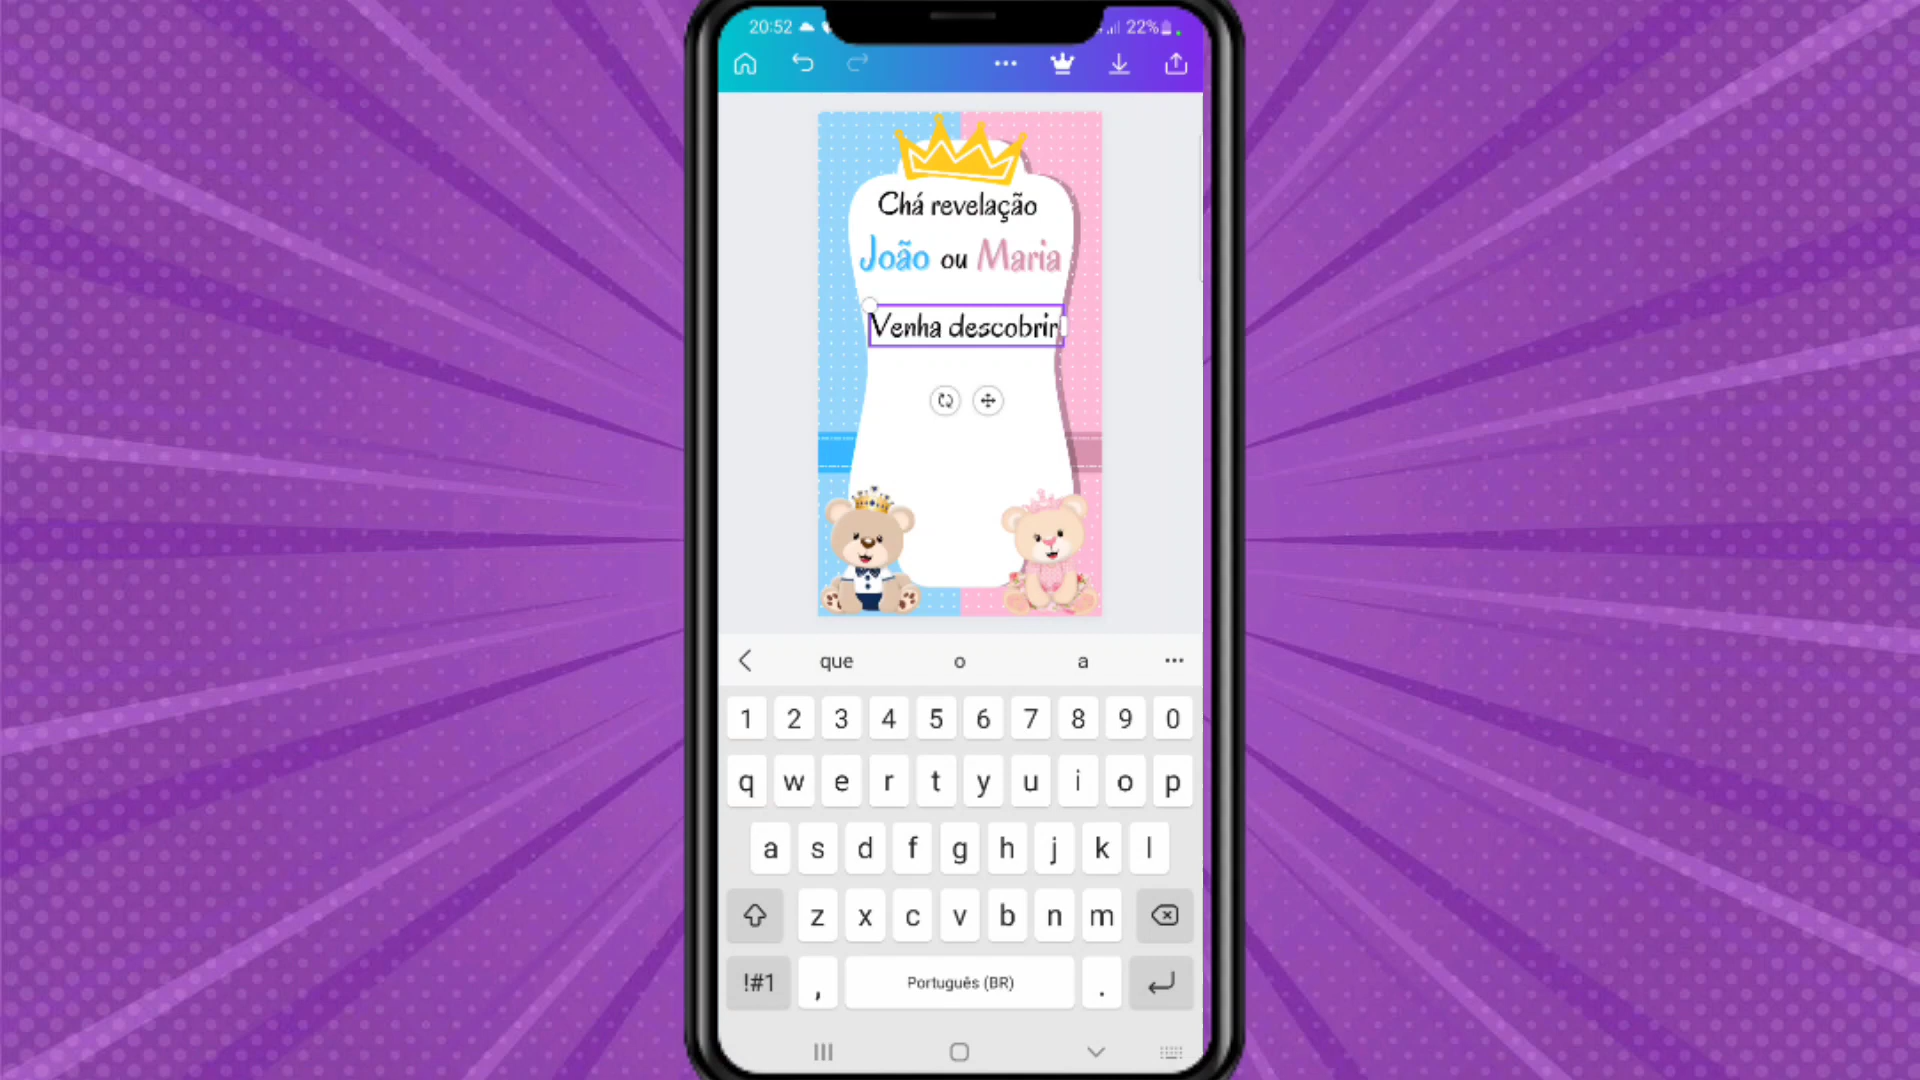 20:52
22%
Chá revelação
João ou Maria
Venha descobrir
que o a
1 2 3 4 5 6 7 8 9 0
q w e r t y u i o p
a s d f g h j k l
z x c v b n m
!#1 , Português (BR) .